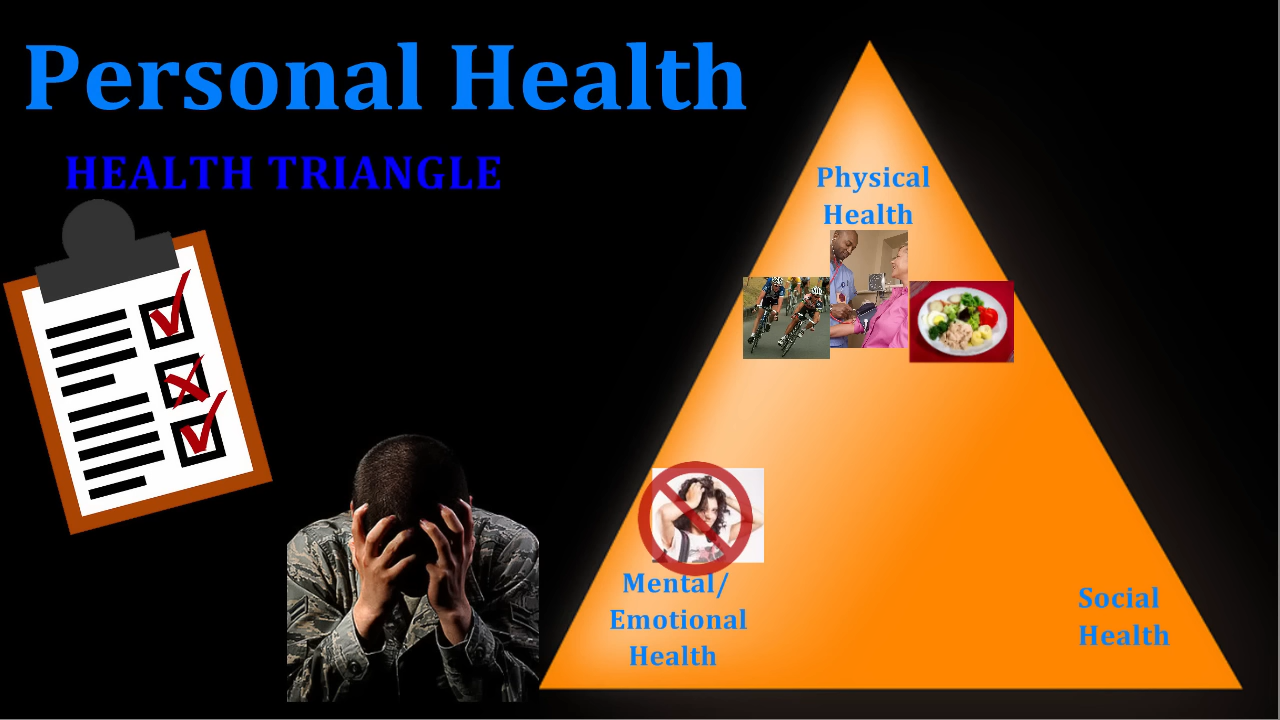 Personal Health
HEALTH TRIANGLE
Physical
Health
Mental/
Emotional
Health
Social
Health